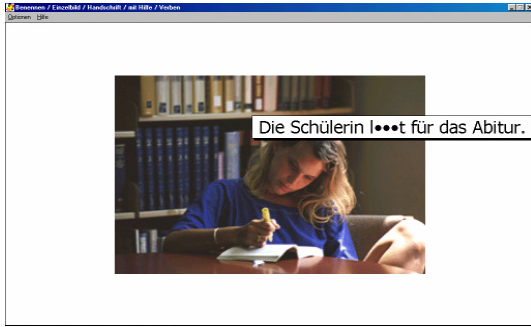 Benennen / Einzelbild / Handschrift / mit Hilfe / Verben
Optionen Hilfe
Die Schülerin l●●●t für das Abitur.